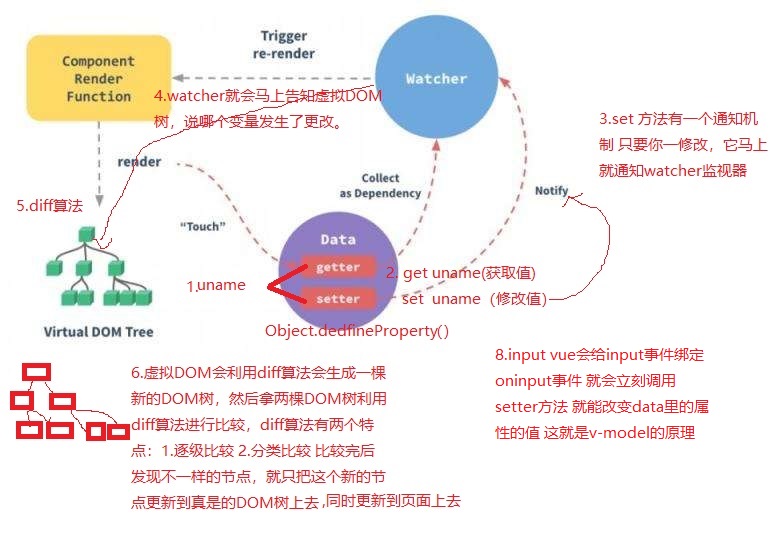 Trigger
re-render
Component
Render
Function
Watcher
4.watcher就会马上告知虚拟DOM
树，说哪个变量发生了更改。
3.set 方法有一个通知机
制 只要你一修改，它马上
就通知watcher监视器
render
Collect
as Dependency
Notify
5.diff算法
“Touch”
Data
getter
setter
1.uname
2. get uname(获取值)
set uname（修改值）
Object.dedfineProperty()
Virtual DOM Tree
6.虚拟DOM会利用diff算法会生成一棵
新的DOM树，然后拿两棵DOM树利用
diff算法进行比较，diff算法有两个特
点：1.逐级比较 2.分类比较 比较完后
发现不一样的节点，就只把这个新的节
点更新到真是的DOM树上去,同时更新到页面上去
8.input vue会给input事件绑定
oninput事件 就会立刻调用
setter方法 就能改变data里的属
性的值 这就是v-model的原理